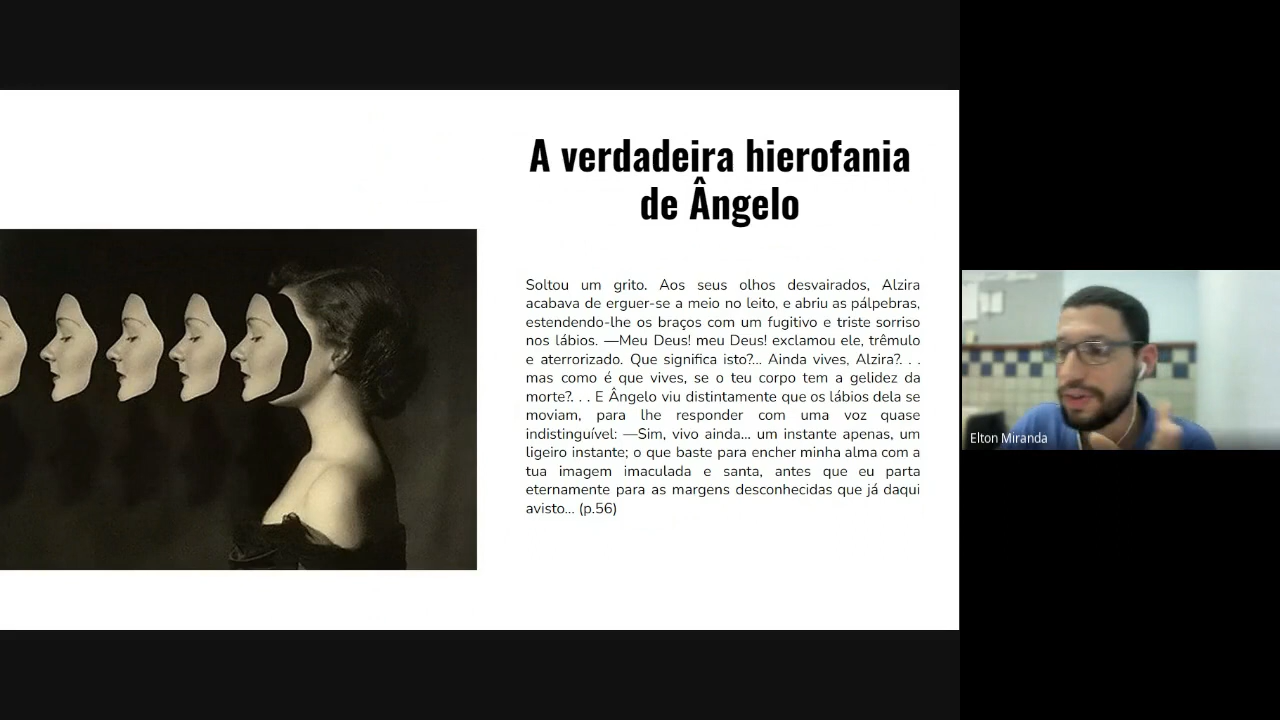 A verdadeira hierofania
de Ângelo
Soltou um grito. Aos seus olhos desvairados, Alzira
acabava de erguer-se a meio no leito, e abriu as pálpebras,
estendendo-lhe os braços com um fugitivo e triste sorriso
nos lábios. —Meu Deus! meu Deus! exclamou ele, trêmulo
e aterrorizado. Que significa isto?... Ainda vives, Alzira?. . .
mas como é que vives, se o teu corpo tem a gelidez da
morte?. . . E Ângelo viu distintamente que os lábios dela se
moviam, para lhe responder com uma voz quase
indistinguível: —Sim, vivo ainda... um instante apenas, um
ligeiro instante; o que baste para encher minha alma com a
tua imagem imaculada e santa, antes que eu parta
eternamente para as margens desconhecidas que já daqui
avisto... (p.56)
Elton Miranda